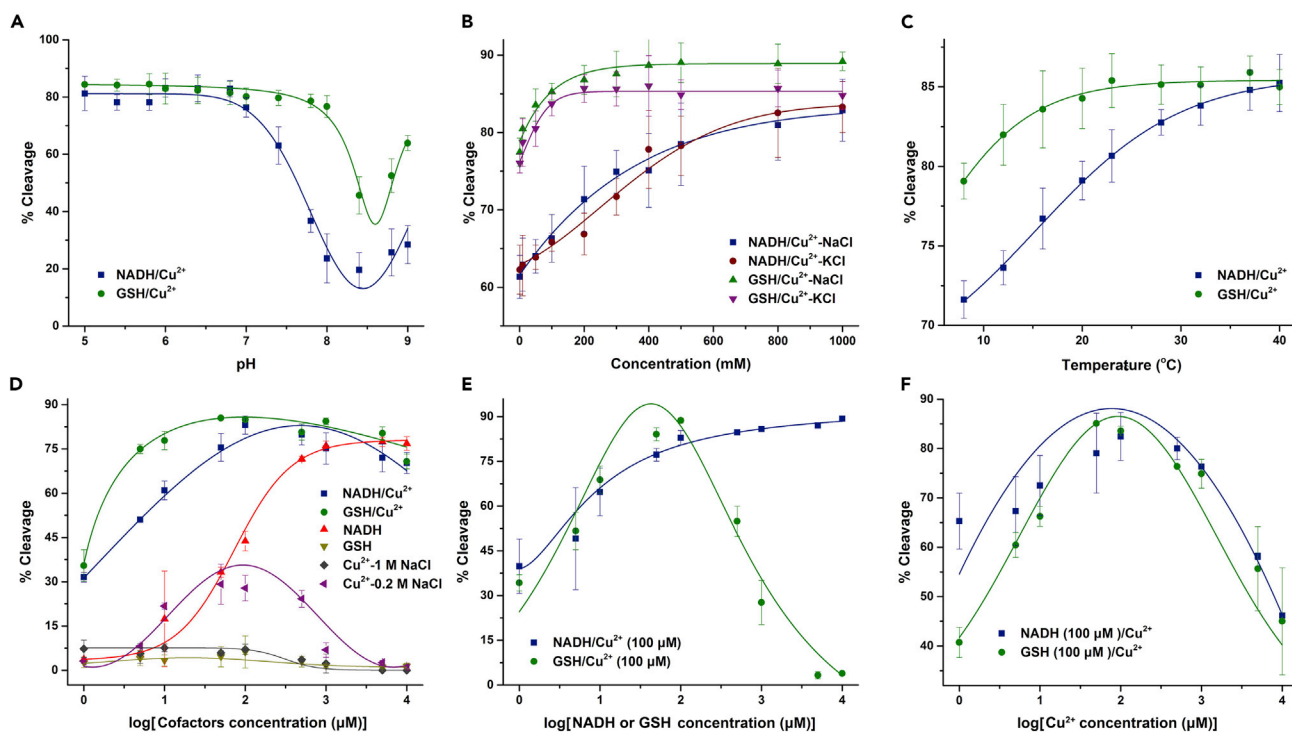 A
% Cleavage
100
80
60
40
20
0
NADH/Cu²⁺
GSH/Cu²⁺
5
6
7
8
9
pH
B
% Cleavage
90
80
70
60
NADH/Cu²⁺-NaCl
NADH/Cu²⁺-KCl
GSH/Cu²⁺-NaCl
GSH/Cu²⁺-KCl
0
200
400
600
800
1000
Concentration (mM)
C
% Cleavage
85
80
75
70
NADH/Cu²⁺
GSH/Cu²⁺
10
20
30
40
Temperature (°C)
D
% Cleavage
90
75
60
45
30
15
0
NADH/Cu²⁺
GSH/Cu²⁺
NADH
GSH
Cu²⁺-1 M NaCl
Cu²⁺-0.2 M NaCl
0
1
2
3
4
log[Cofactors concentration (µM)]
E
% Cleavage
90
75
60
45
30
15
0
NADH/Cu²⁺ (100 µM)
GSH/Cu²⁺ (100 µM)
0
1
2
3
4
log[NADH or GSH concentration (µM)]
F
% Cleavage
90
80
70
60
50
40
NADH (100 µM )/Cu²⁺
GSH (100 µM )/Cu²⁺
0
1
2
3
4
log[Cu²⁺ concentration (µM)]